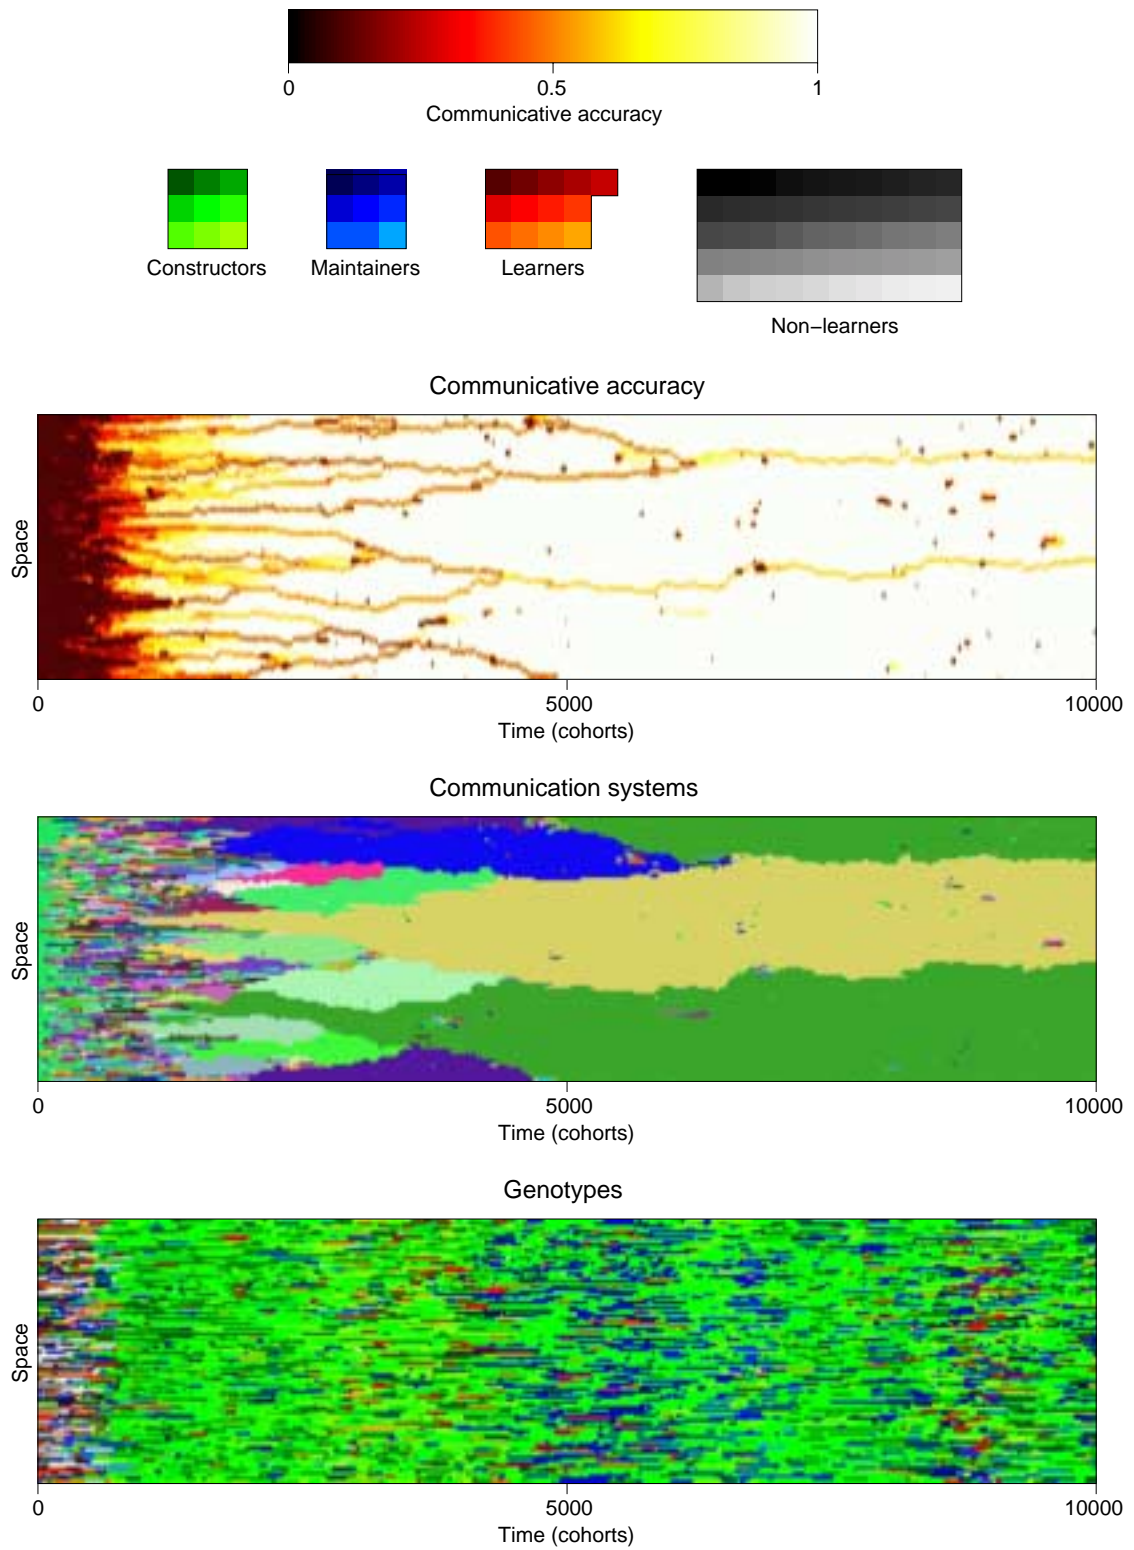 0 0.5 1
Communicative accuracy
Constructors Maintainers Learners
Non−learners
Communicative accuracy
Space
0 5000 10000
Time (cohorts)
Communication systems
Space
0 5000 10000
Time (cohorts)
Genotypes
Space
0 5000 10000
Time (cohorts)